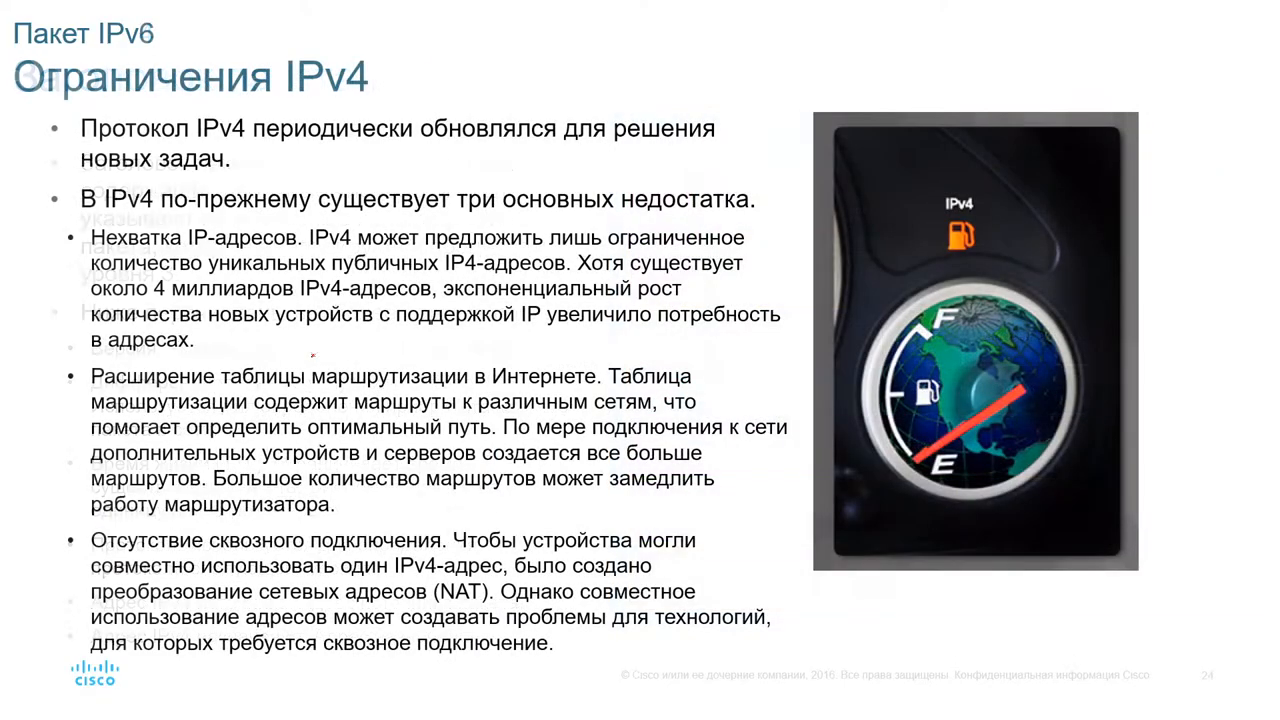 Пакет IPv6
Ограничения IPv4
• Протокол IPv4 периодически обновлялся для решения
новых задач.
• В IPv4 по-прежнему существует три основных недостатка.
• Нехватка IP-адресов. IPv4 может предложить лишь ограниченное
количество уникальных публичных IP4-адресов. Хотя существует
около 4 миллиардов IPv4-адресов, экспоненциальный рост
количества новых устройств с поддержкой IP увеличило потребность
в адресах.
• Расширение таблицы маршрутизации в Интернете. Таблица
маршрутизации содержит маршруты к различным сетям, что
помогает определить оптимальный путь. По мере подключения к сети
дополнительных устройств и серверов создается все больше
маршрутов. Большое количество маршрутов может замедлить
работу маршрутизатора.
• Отсутствие сквозного подключения. Чтобы устройства могли
совместно использовать один IPv4-адрес, было создано
преобразование сетевых адресов (NAT). Однако совместное
использование адресов может создавать проблемы для технологий,
для которых требуется сквозное подключение.
IPv4
F
E
CISCO
© Cisco и/или ее дочерние компании, 2016. Все права защищены. Конфиденциальная информация Cisco
24